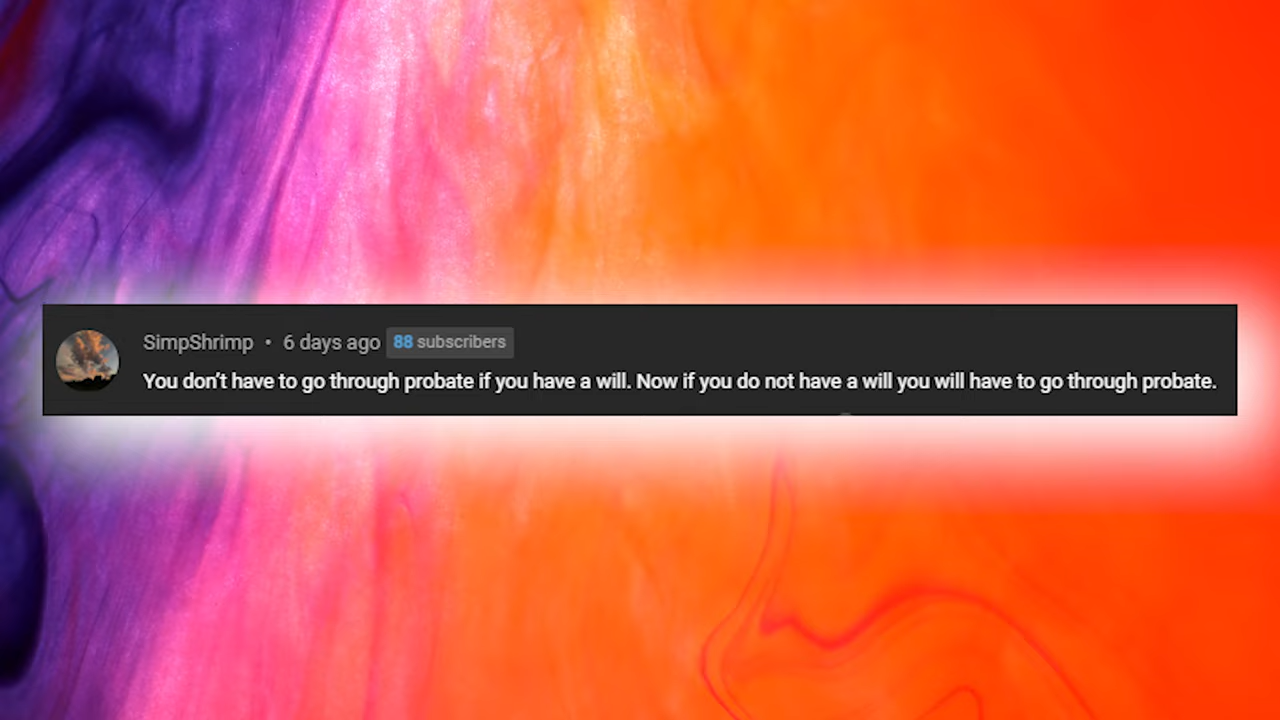 SimpShrimp • 6 days ago 88 subscribers
You don't have to go through probate if you have a will. Now if you do not have a will you will have to go through probate.